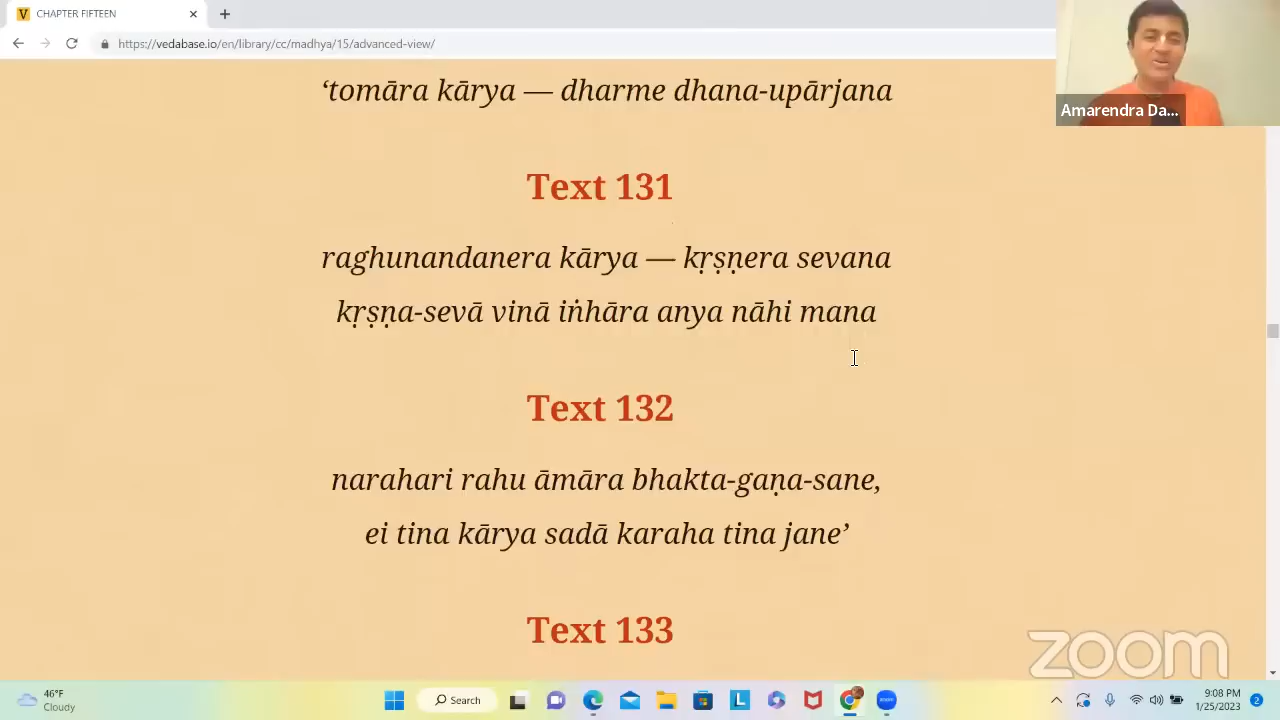 CHAPTER FIFTEEN
https://vedabase.io/en/library/cc/madhya/15/advanced-view/
Amarendra Da...
‘tomāra kārya — dharme dhana-upārjana
Text 131
raghunandanera kārya — kṛṣṇera sevana
kṛṣṇa-sevā vinā iṅhāra anya nāhi mana
Text 132
narahari rahu āmāra bhakta-gaṇa-sane,
ei tina kārya sadā karaha tina jane’
Text 133
zoom
46°F
Cloudy
Search
9:08 PM
1/25/2023
2